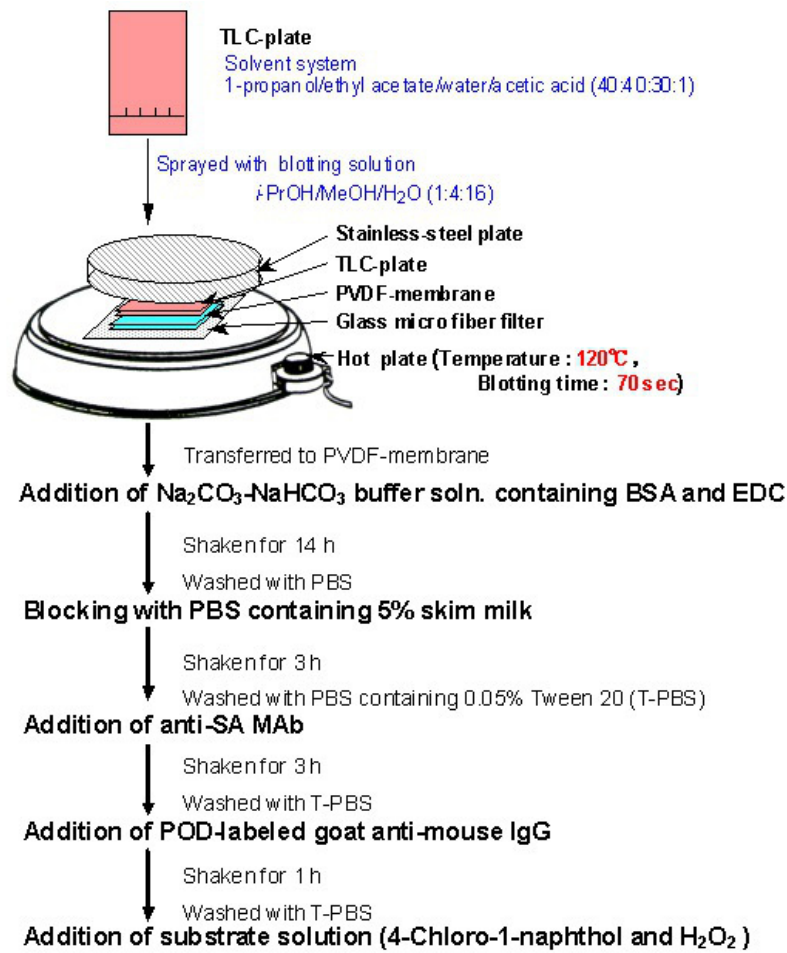 TLC-plate
Solvent system
1-propanol/ethyl acetate/water/acetic acid (40:40:30:1)
Sprayed with blotting solution
i-PrOH/MeOH/H₂O (1:4:16)
Stainless-steel plate
TLC-plate
PVDF-membrane
Glass microfiber filter
Hot plate (Temperature : 120℃ ,
Blotting time : 70sec)
Transferred to PVDF-membrane
Addition of Na₂CO₃-NaHCO₃ buffer soln. containing BSA and EDC
Shaken for 14 h
Washed with PBS
Blocking with PBS containing 5% skim milk
Shaken for 3 h
Washed with PBS containing 0.05% Tween 20 (T-PBS)
Addition of anti-SA MAb
Shaken for 3 h
Washed with T-PBS
Addition of POD-labeled goat anti-mouse IgG
Shaken for 1 h
Washed with T-PBS
Addition of substrate solution (4-Chloro-1-naphthol and H₂O₂ )